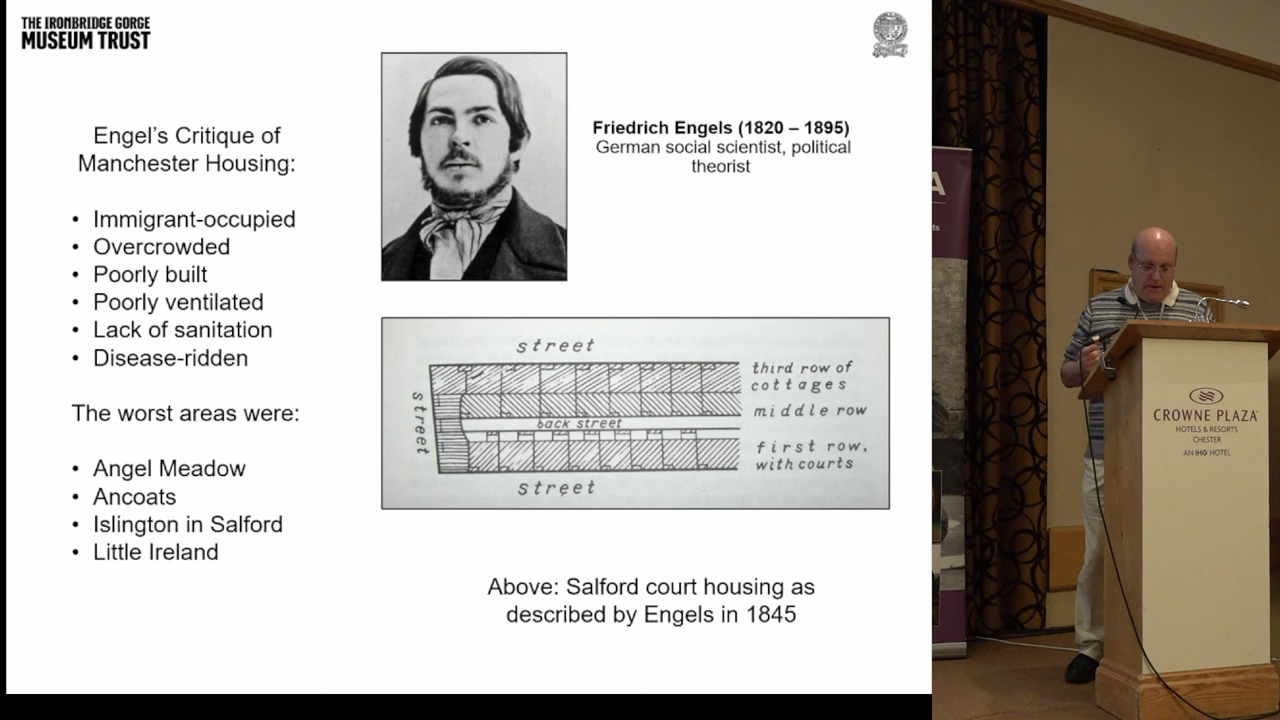 THE IRONBRIDGE GORGE
MUSEUM TRUST
Engel’s Critique of
Manchester Housing:
• Immigrant-occupied
• Overcrowded
• Poorly built
• Poorly ventilated
• Lack of sanitation
• Disease-ridden
The worst areas were:
• Angel Meadow
• Ancoats
• Islington in Salford
• Little Ireland
Friedrich Engels (1820 – 1895)
German social scientist, political
theorist
street
third row of
cottages
street
middle row
back street
first row,
with courts
street
Above: Salford court housing as
described by Engels in 1845
A
ts
CROWNE PLAZA
HOTELS & RESORTS
CHESTER
AN IHG HOTEL